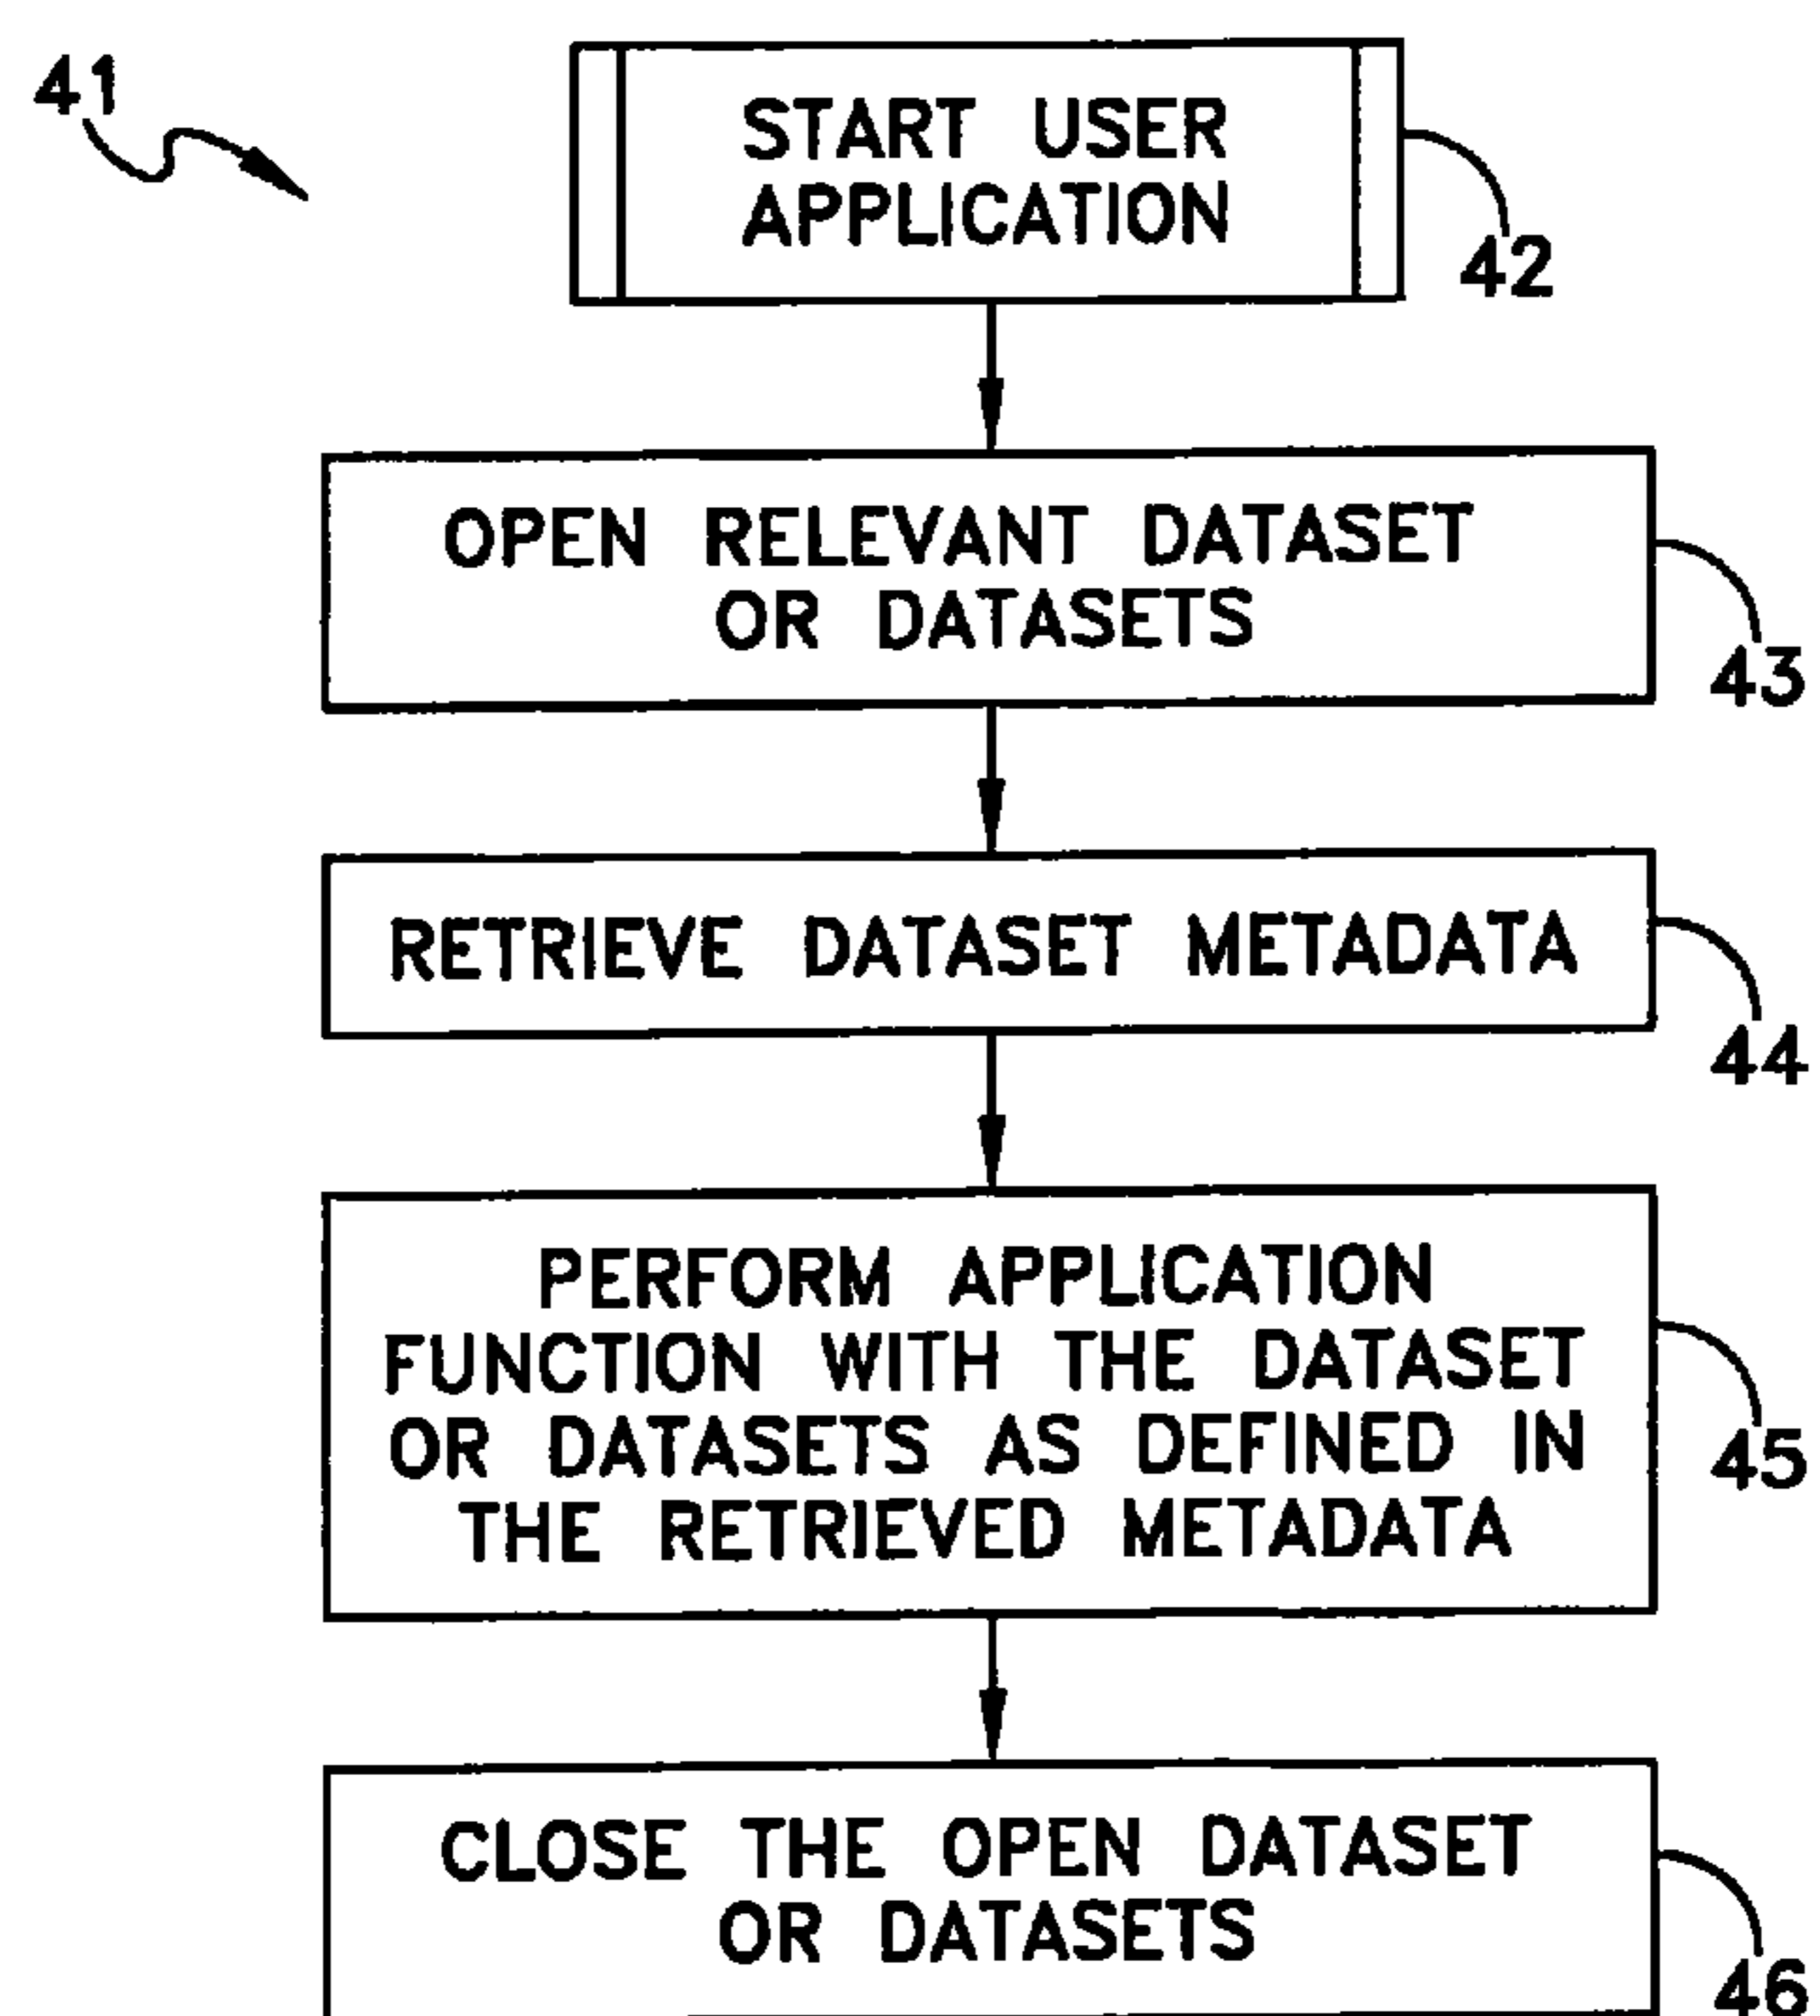 41
START USER
APPLICATION
42
OPEN RELEVANT DATASET
OR DATASETS
43
RETRIEVE DATASET METADATA
44
PERFORM APPLICATION
FUNCTION WITH THE DATASET
OR DATASETS AS DEFINED IN
THE RETRIEVED METADATA
45
CLOSE THE OPEN DATASET
OR DATASETS
46